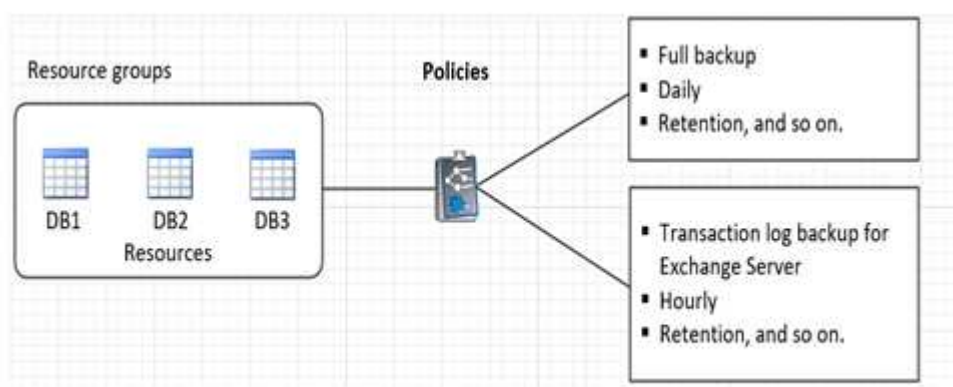 Resource groups
DB1
DB2
DB3
Resources
Policies
▪ Full backup
▪ Daily
▪ Retention, and so on.
▪ Transaction log backup for
Exchange Server
▪ Hourly
▪ Retention, and so on.